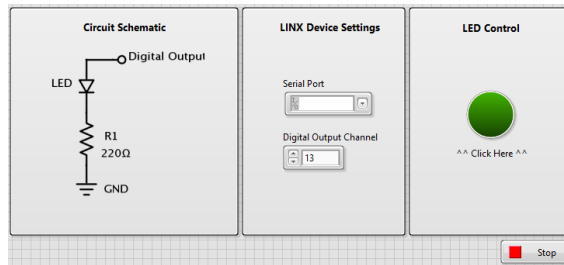 Circuit Schematic
Digital Output
LED
R1
220Ω
GND
LINX Device Settings
Serial Port
Digital Output Channel
13
LED Control
^^ Click Here ^^
Stop